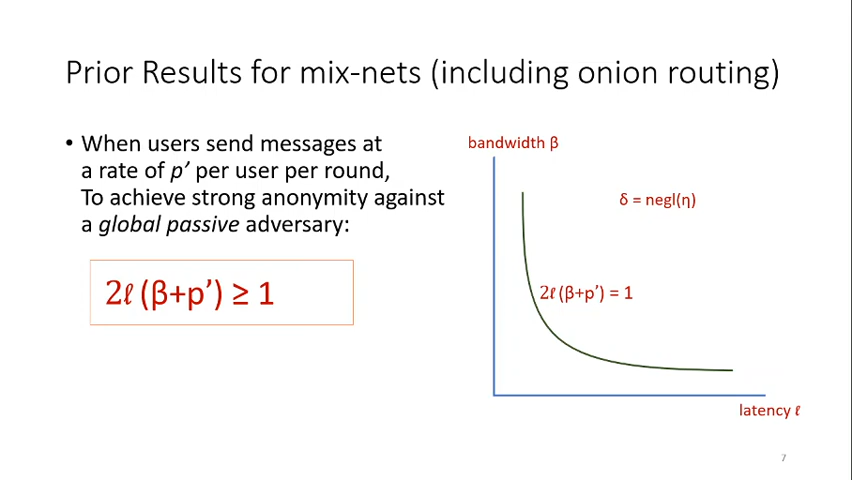 Prior Results for mix-nets (including onion routing)
• When users send messages at
a rate of p’ per user per round,
To achieve strong anonymity against
a global passive adversary:
2ℓ (β+p’) ≥ 1
bandwidth β
δ = negl(η)
2ℓ (β+p’) = 1
latency ℓ
7